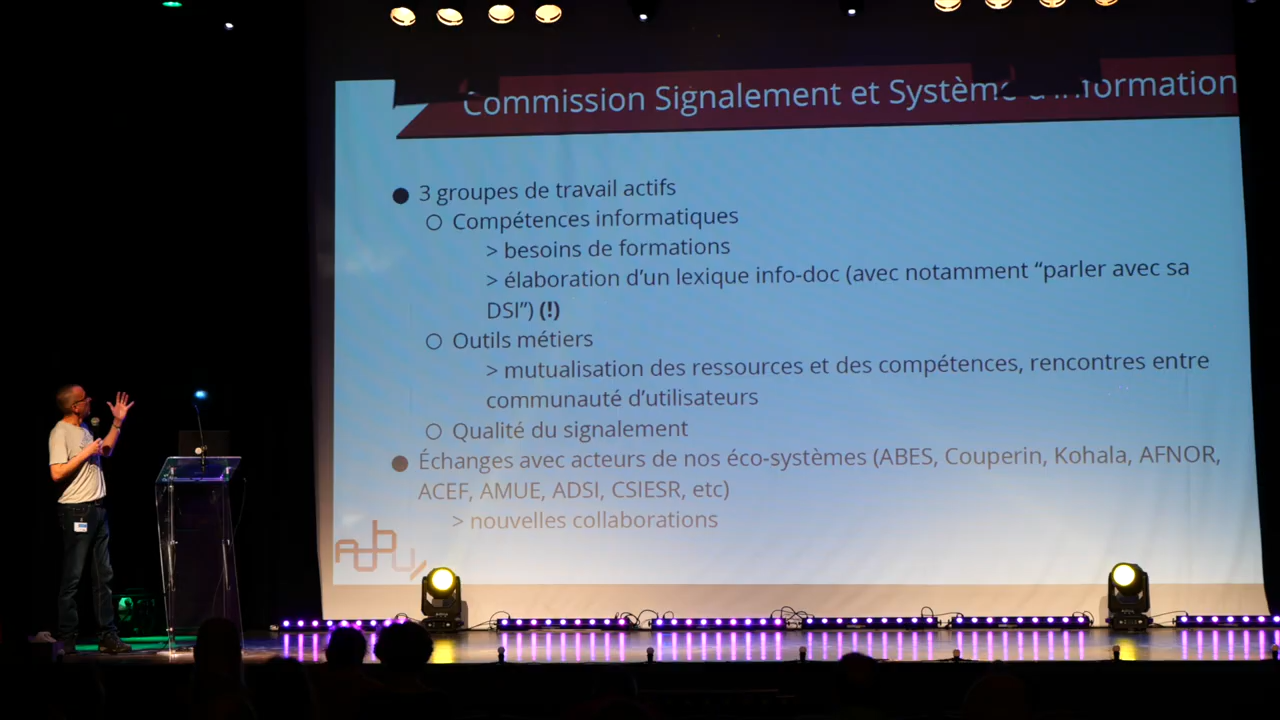 Commission Signalement et Système d'Information
● 3 groupes de travail actifs
○ Compétences informatiques
> besoins de formations
> élaboration d'un lexique info-doc (avec notamment “parler avec sa
DSI”) (!)
○ Outils métiers
> mutualisation des ressources et des compétences, rencontres entre
communauté d'utilisateurs
○ Qualité du signalement
● Échanges avec acteurs de nos éco-systèmes (ABES, Couperin, Kohala, AFNOR,
ACEF, AMUE, ADSI, CSIESR, etc)
> nouvelles collaborations
ADBU